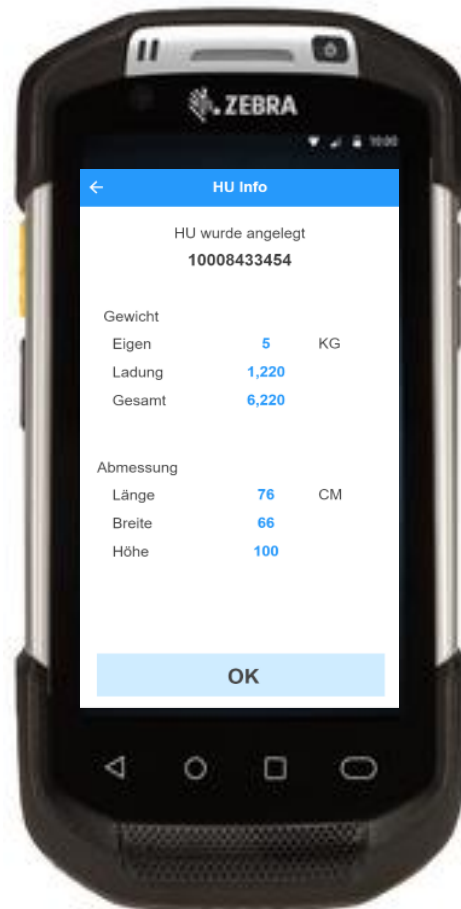 ZEBRA
10:00
HU Info
HU wurde angelegt
10008433454
Gewicht
Eigen 5 KG
Ladung 1,220
Gesamt 6,220
Abmessung
Länge 76 CM
Breite 66
Höhe 100
OK